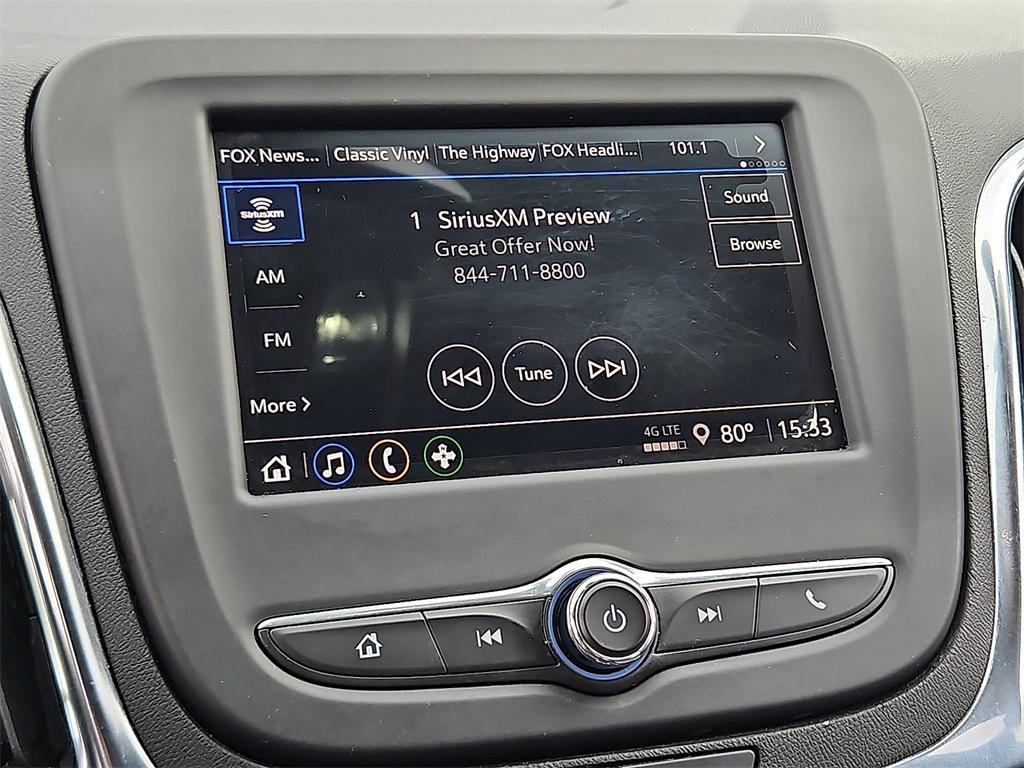 FOX News... Classic Vinyl The Highway FOX Headli... 101.1
SiriusXM
1 SiriusXM Preview
Great Offer Now!
844-711-8800
Sound
Browse
AM
FM
More
Tune
4G LTE
80°
15:33